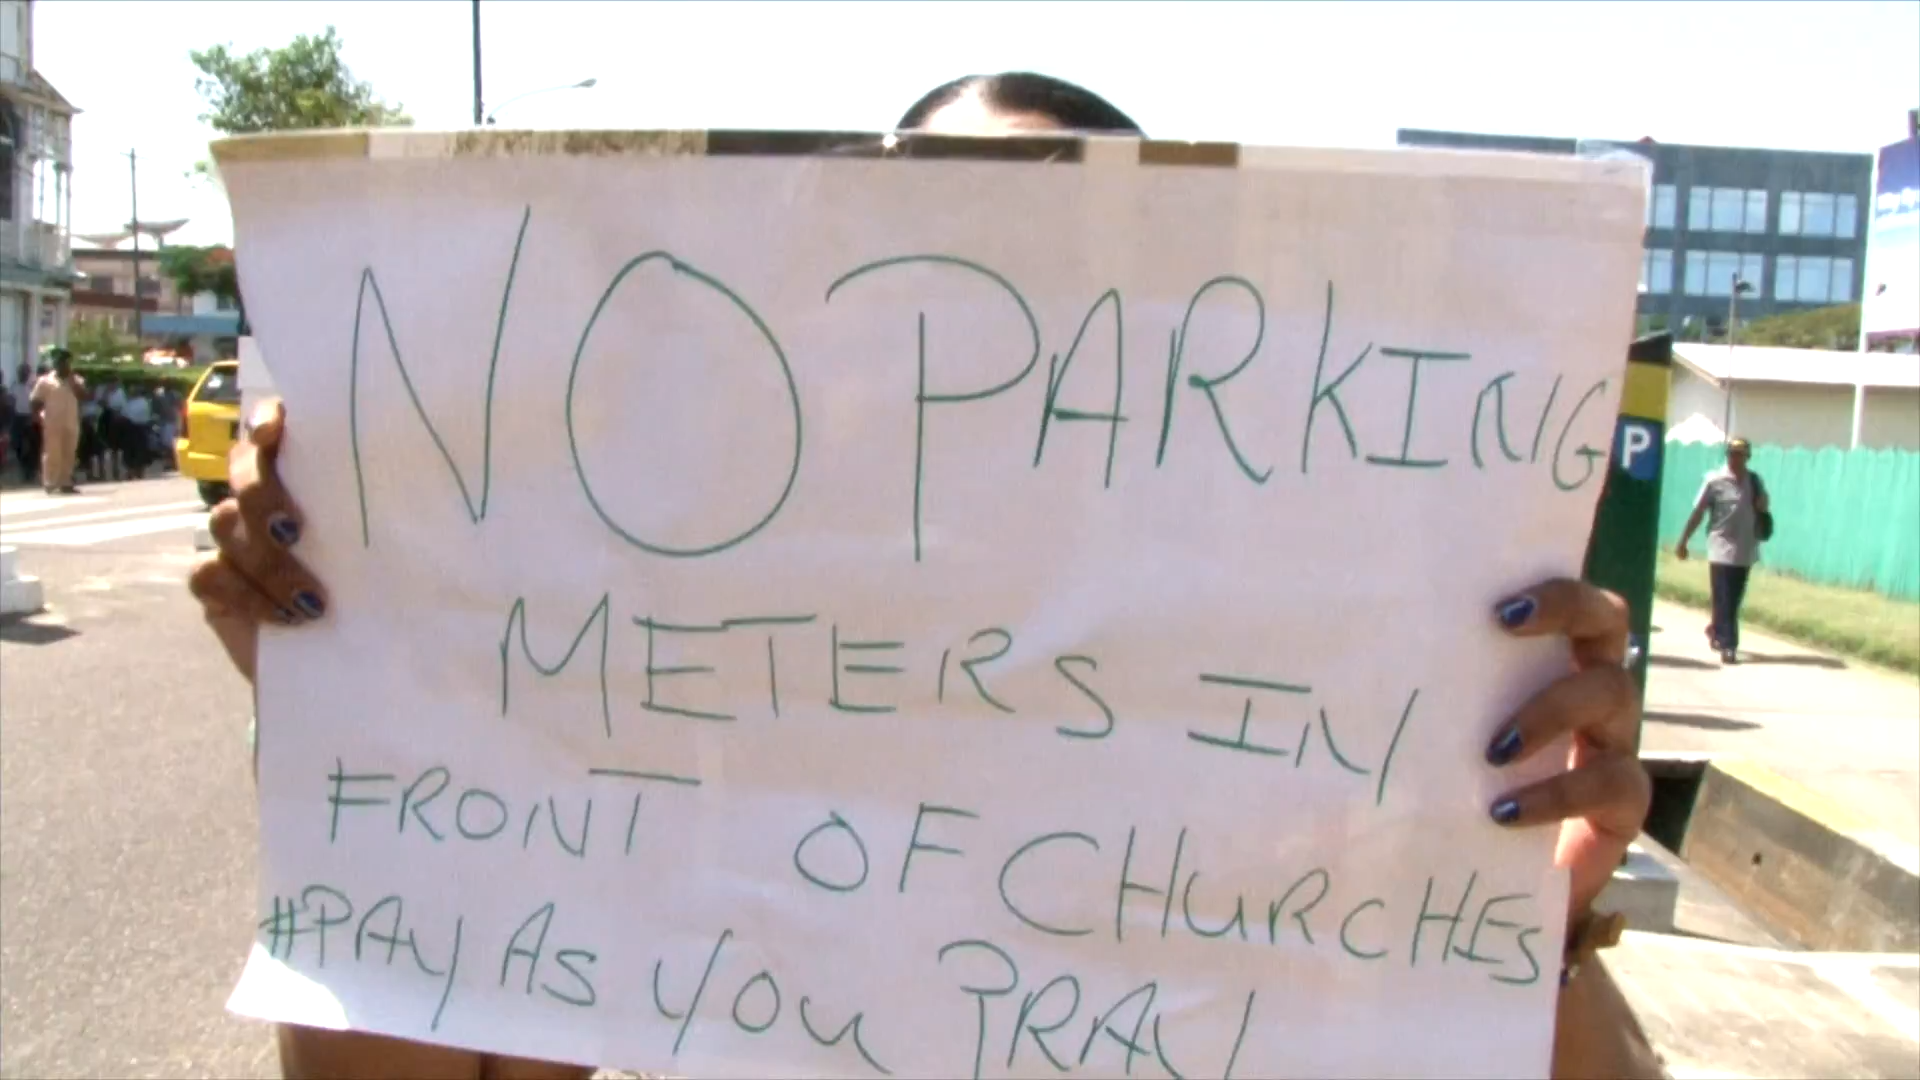 NO PARKING
METERS IN
FRONT OF CHURCHES
#PAY AS YOU PRAY
P